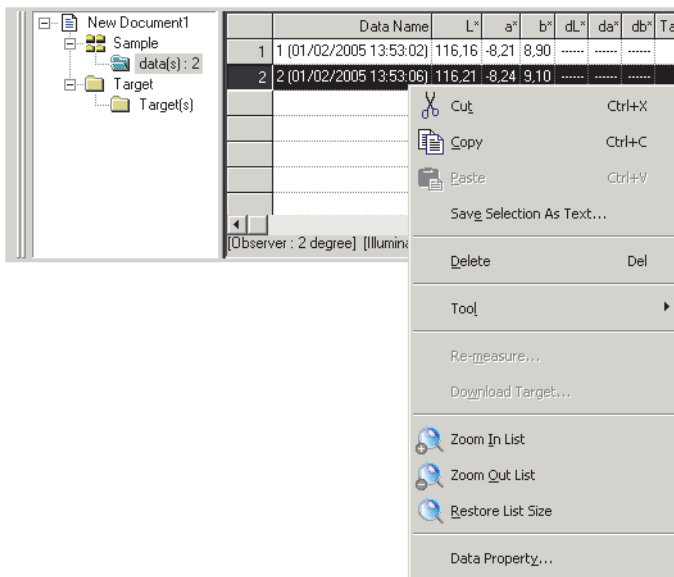 New Document1
Sample
data(s) : 2
Target
Target(s)
Data Name L* a* b* dL* da* db*
1 1 (01/02/2005 13:53:02) 116,16 -8,21 8,90 ----- ----- -----
2 2 (01/02/2005 13:53:06) 116,21 -8,24 9,10 ----- ----- -----
[Observer : 2 degree]
Cut Ctrl+X
Copy Ctrl+C
Paste Ctrl+V
Save Selection As Text...
Delete Del
Tool
Re-measure...
Download Target...
Zoom In List
Zoom Out List
Restore List Size
Data Property...